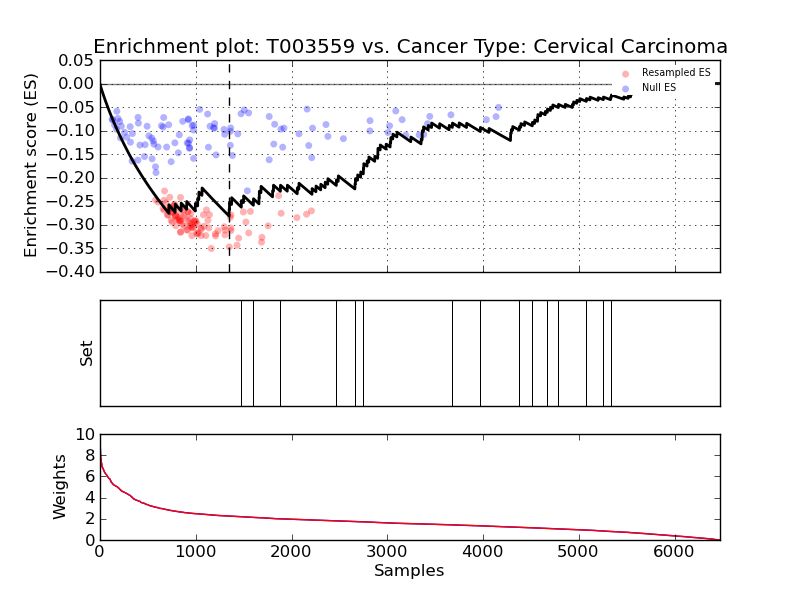 Enrichment plot: T003559 vs. Cancer Type: Cervical Carcinoma
Enrichment score (ES)
0.05
0.00
−0.05
−0.10
−0.15
−0.20
−0.25
−0.30
−0.35
−0.40
Resampled ES
Null ES
Set
Weights
10
8
6
4
2
0
0 1000 2000 3000 4000 5000 6000
Samples